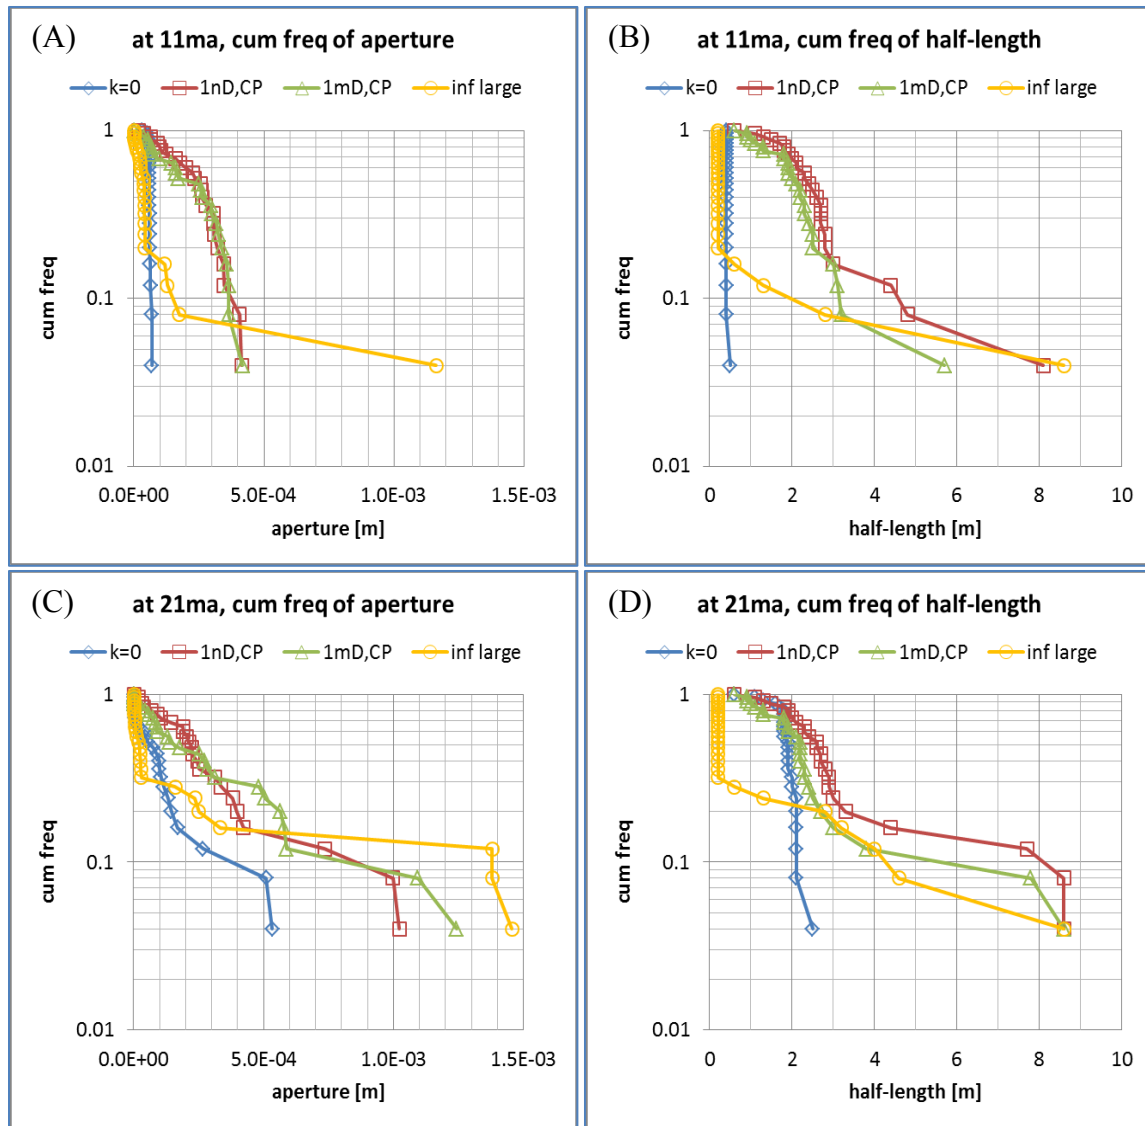 (A) at 11ma, cum freq of aperture
k=0 1nD,CP 1mD,CP inf large
1
0.1
0.01
cum freq
0.0E+00 5.0E-04 1.0E-03 1.5E-03
aperture [m]
(B) at 11ma, cum freq of half-length
k=0 1nD,CP 1mD,CP inf large
1
0.1
0.01
cum freq
0 2 4 6 8 10
half-length [m]
(C) at 21ma, cum freq of aperture
k=0 1nD,CP 1mD,CP inf large
1
0.1
0.01
cum freq
0.0E+00 5.0E-04 1.0E-03 1.5E-03
aperture [m]
(D) at 21ma, cum freq of half-length
k=0 1nD,CP 1mD,CP inf large
1
0.1
0.01
cum freq
0 2 4 6 8 10
half-length [m]